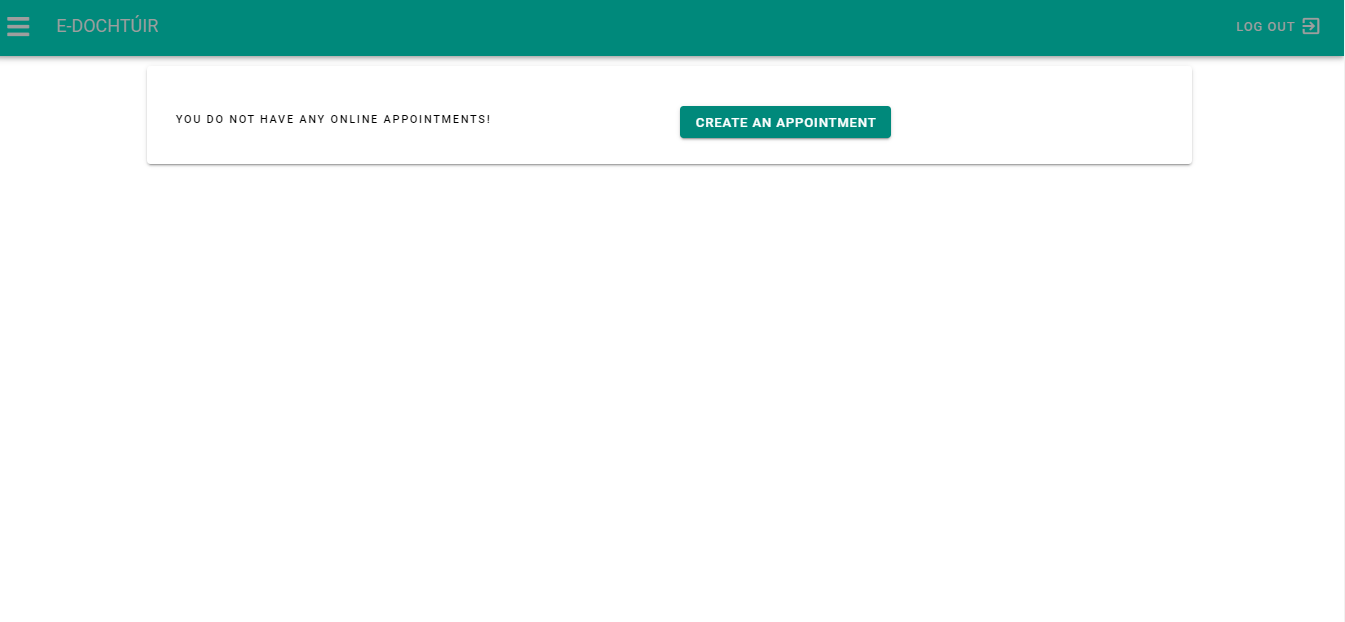 E-DOCHTÚIR
LOG OUT
YOU DO NOT HAVE ANY ONLINE APPOINTMENTS!
CREATE AN APPOINTMENT